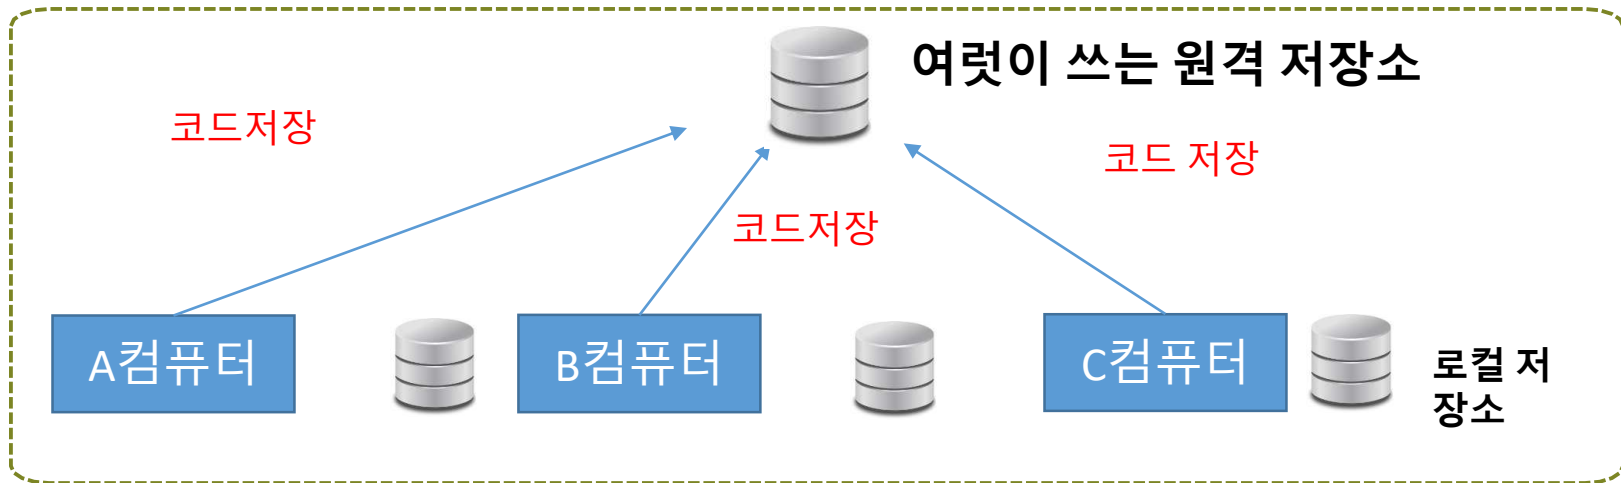 여럿이 쓰는 원격 저장소
코드저장
코드 저장
코드저장
A컴퓨터
B컴퓨터
C컴퓨터
로컬 저
장소